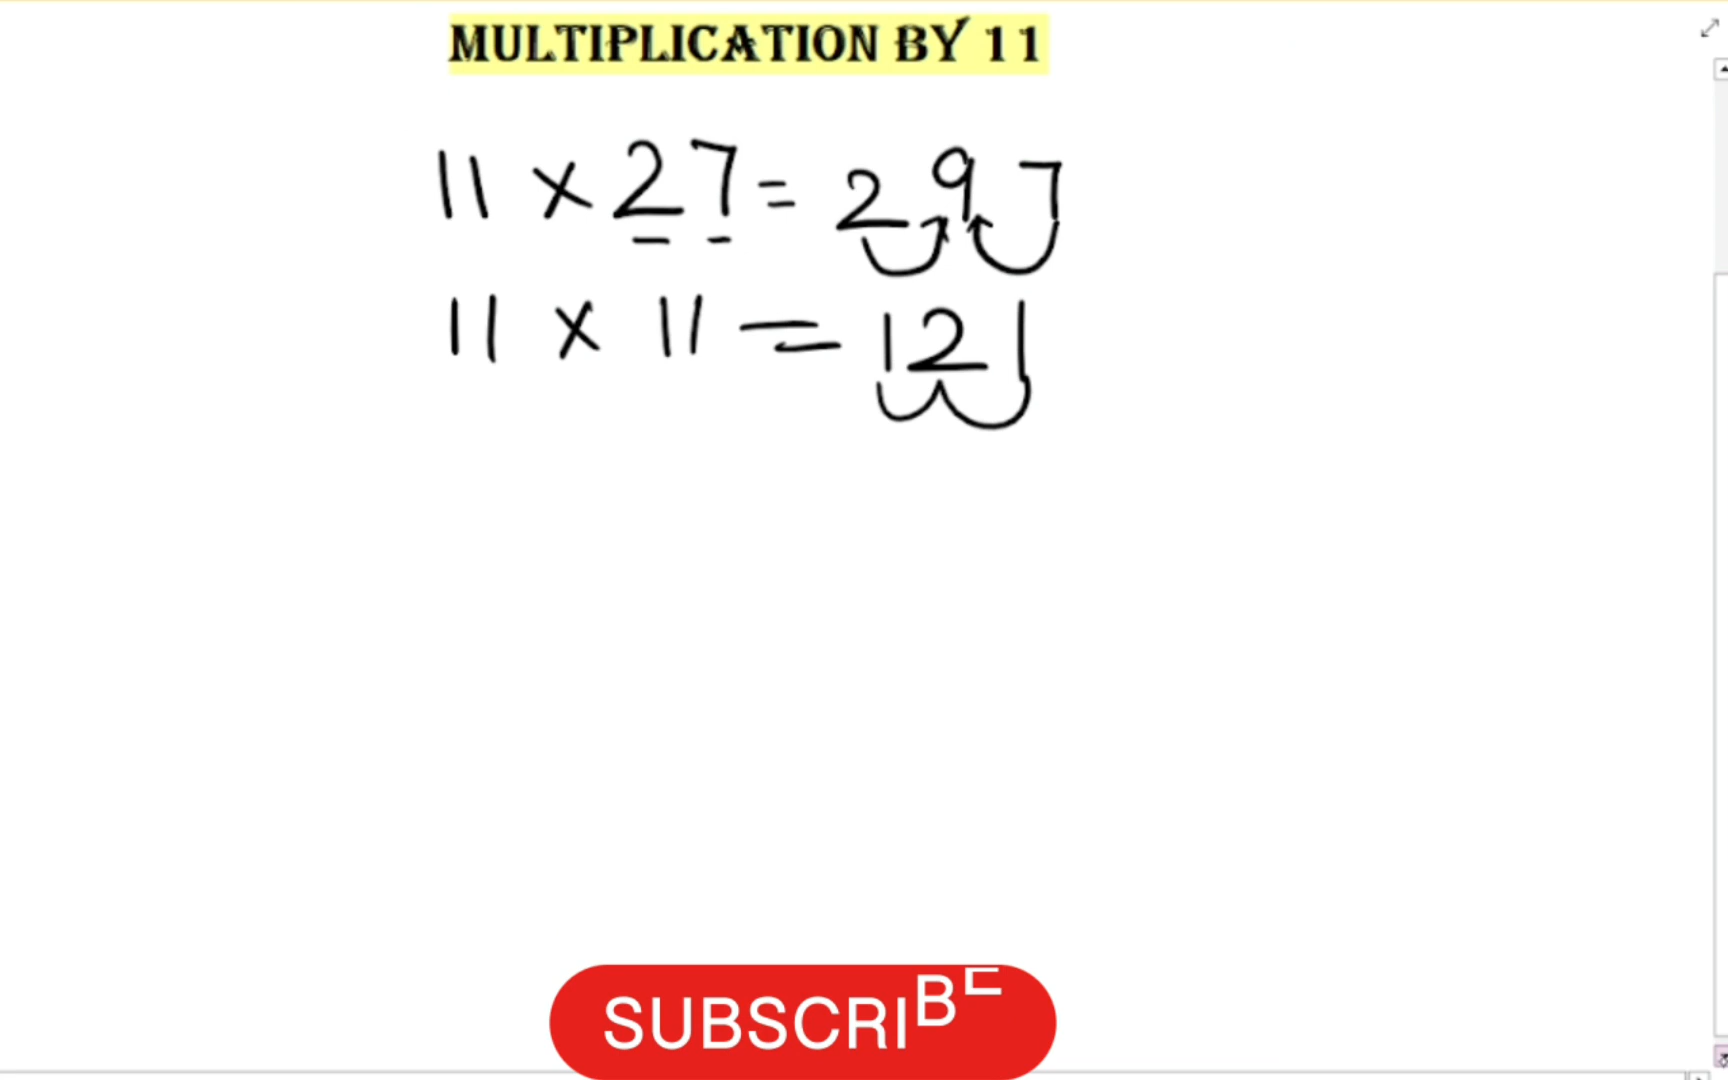 MULTIPLICATION BY 11
11 × 27 = 297
11 × 11 = 121
SUBSCRIBE